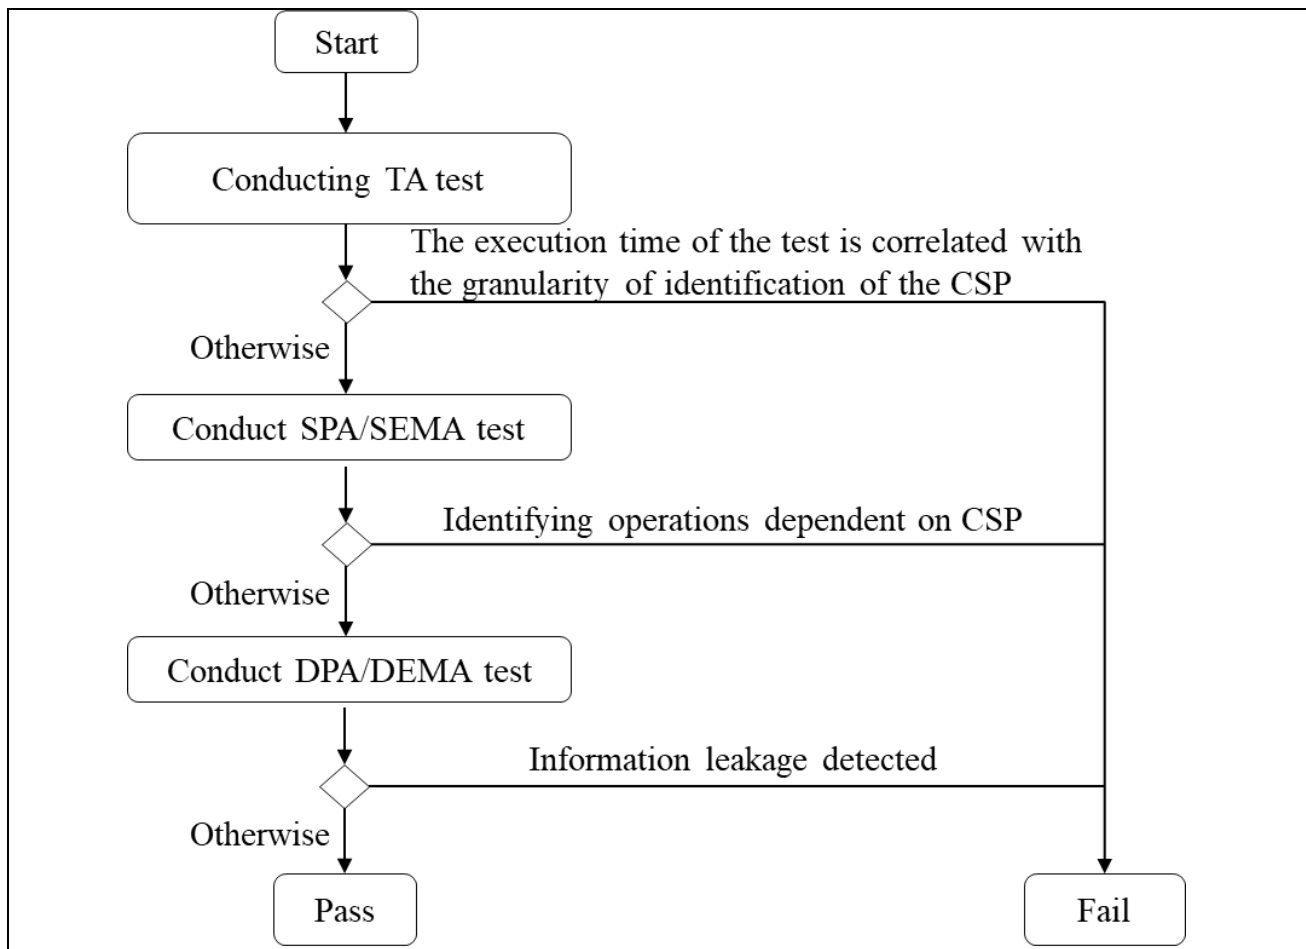 Start
Conducting TA test
The execution time of the test is correlated with
the granularity of identification of the CSP
Otherwise
Conduct SPA/SEMA test
Identifying operations dependent on CSP
Otherwise
Conduct DPA/DEMA test
Information leakage detected
Otherwise
Pass
Fail